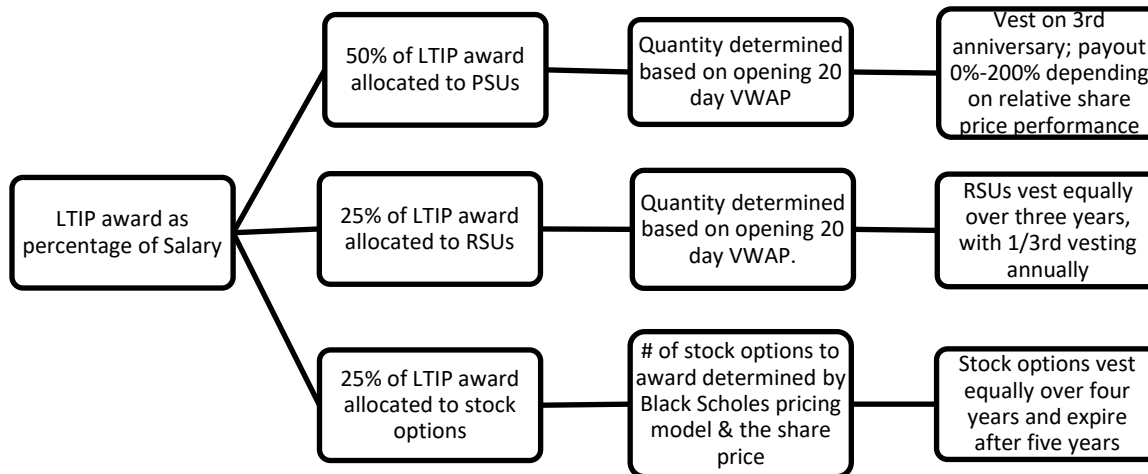 LTIP award as
percentage of Salary
50% of LTIP award
allocated to PSUs
Quantity determined
based on opening 20
day VWAP
Vest on 3rd
anniversary; payout
0%-200% depending
on relative share
price performance
25% of LTIP award
allocated to RSUs
Quantity determined
based on opening 20
day VWAP.
RSUs vest equally
over three years,
with 1/3rd vesting
annually
25% of LTIP award
allocated to stock
options
# of stock options to
award determined by
Black Scholes pricing
model & the share
price
Stock options vest
equally over four
years and expire
after five years